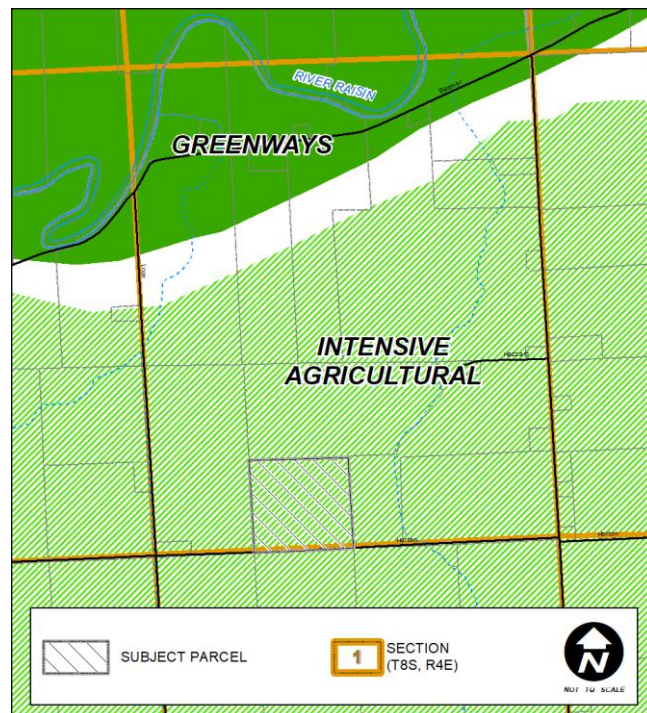 RIVER RAISIN
GREENWAYS
INTENSIVE
AGRICULTURAL
SUBJECT PARCEL
1
SECTION
(T8S, R4E)
N
NOT TO SCALE